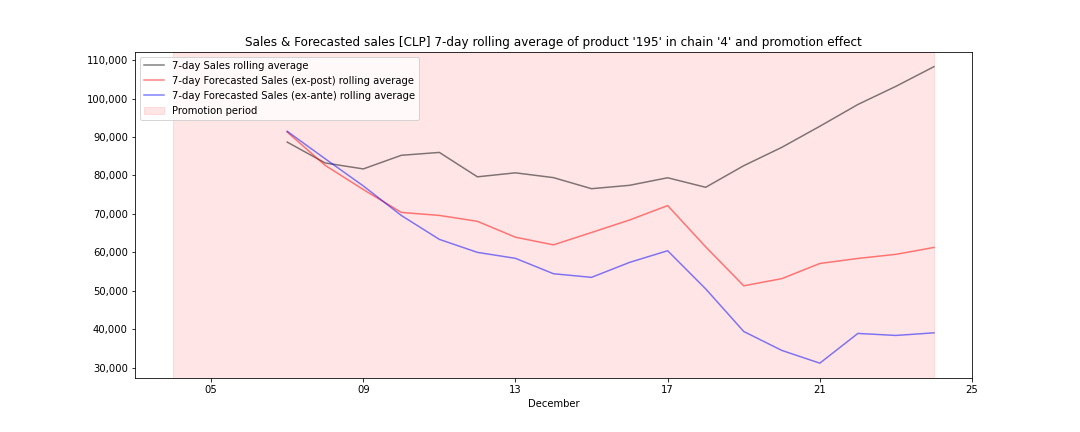 Sales & Forecasted sales [CLP] 7-day rolling average of product '195' in chain '4' and promotion effect
110,000
100,000
90,000
80,000
70,000
60,000
50,000
40,000
30,000
7-day Sales rolling average
7-day Forecasted Sales (ex-post) rolling average
7-day Forecasted Sales (ex-ante) rolling average
Promotion period
05 09 13 17 21 25
December